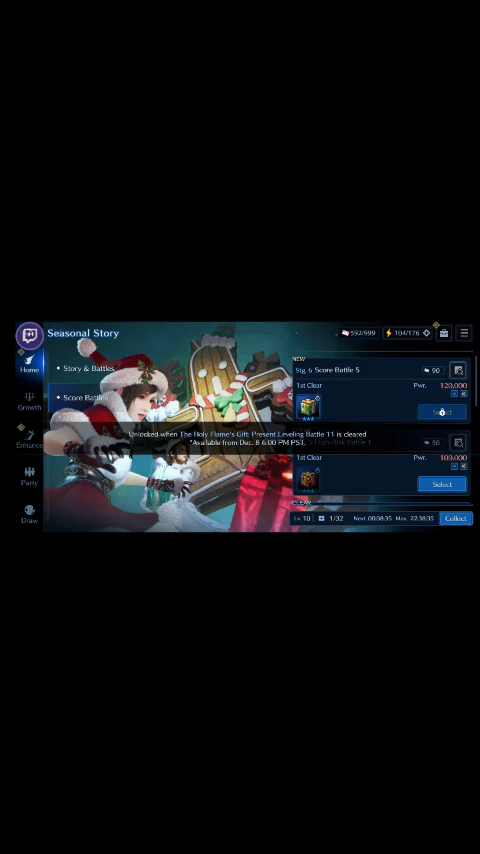 Seasonal Story
592/999
104/176
Home
Growth
Enhance
Party
Draw
Story & Battles
Score Battles
NEW
Stg. 6 Score Battle 5
90
1st Clear
Pwr.
120,000
Select
Unlocked when The Holy Flame's Gift: Present Leveling Battle 11 is cleared
*Available from Dec. 8 6:00 PM PST.
50
1st Clear
Pwr.
100,000
Select
CLEAR
Lv. 10
1/32
Next 00:08:35
Max. 22:38:35
Collect